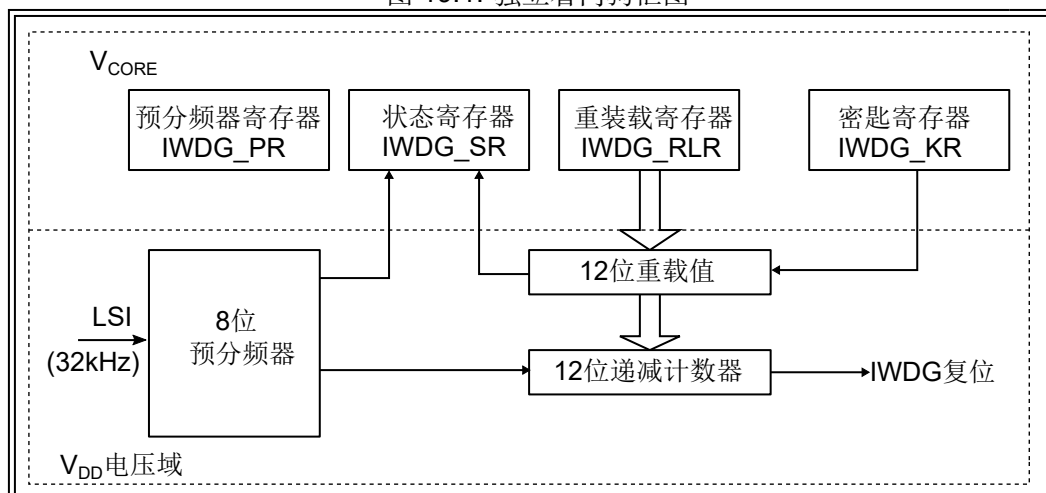 V_CORE
预分频器寄存器
IWDG_PR
状态寄存器
IWDG_SR
重装载寄存器
IWDG_RLR
密匙寄存器
IWDG_KR
12位重载值
LSI
(32kHz)
8位
预分频器
12位递减计数器
IWDG复位
V_DD电压域